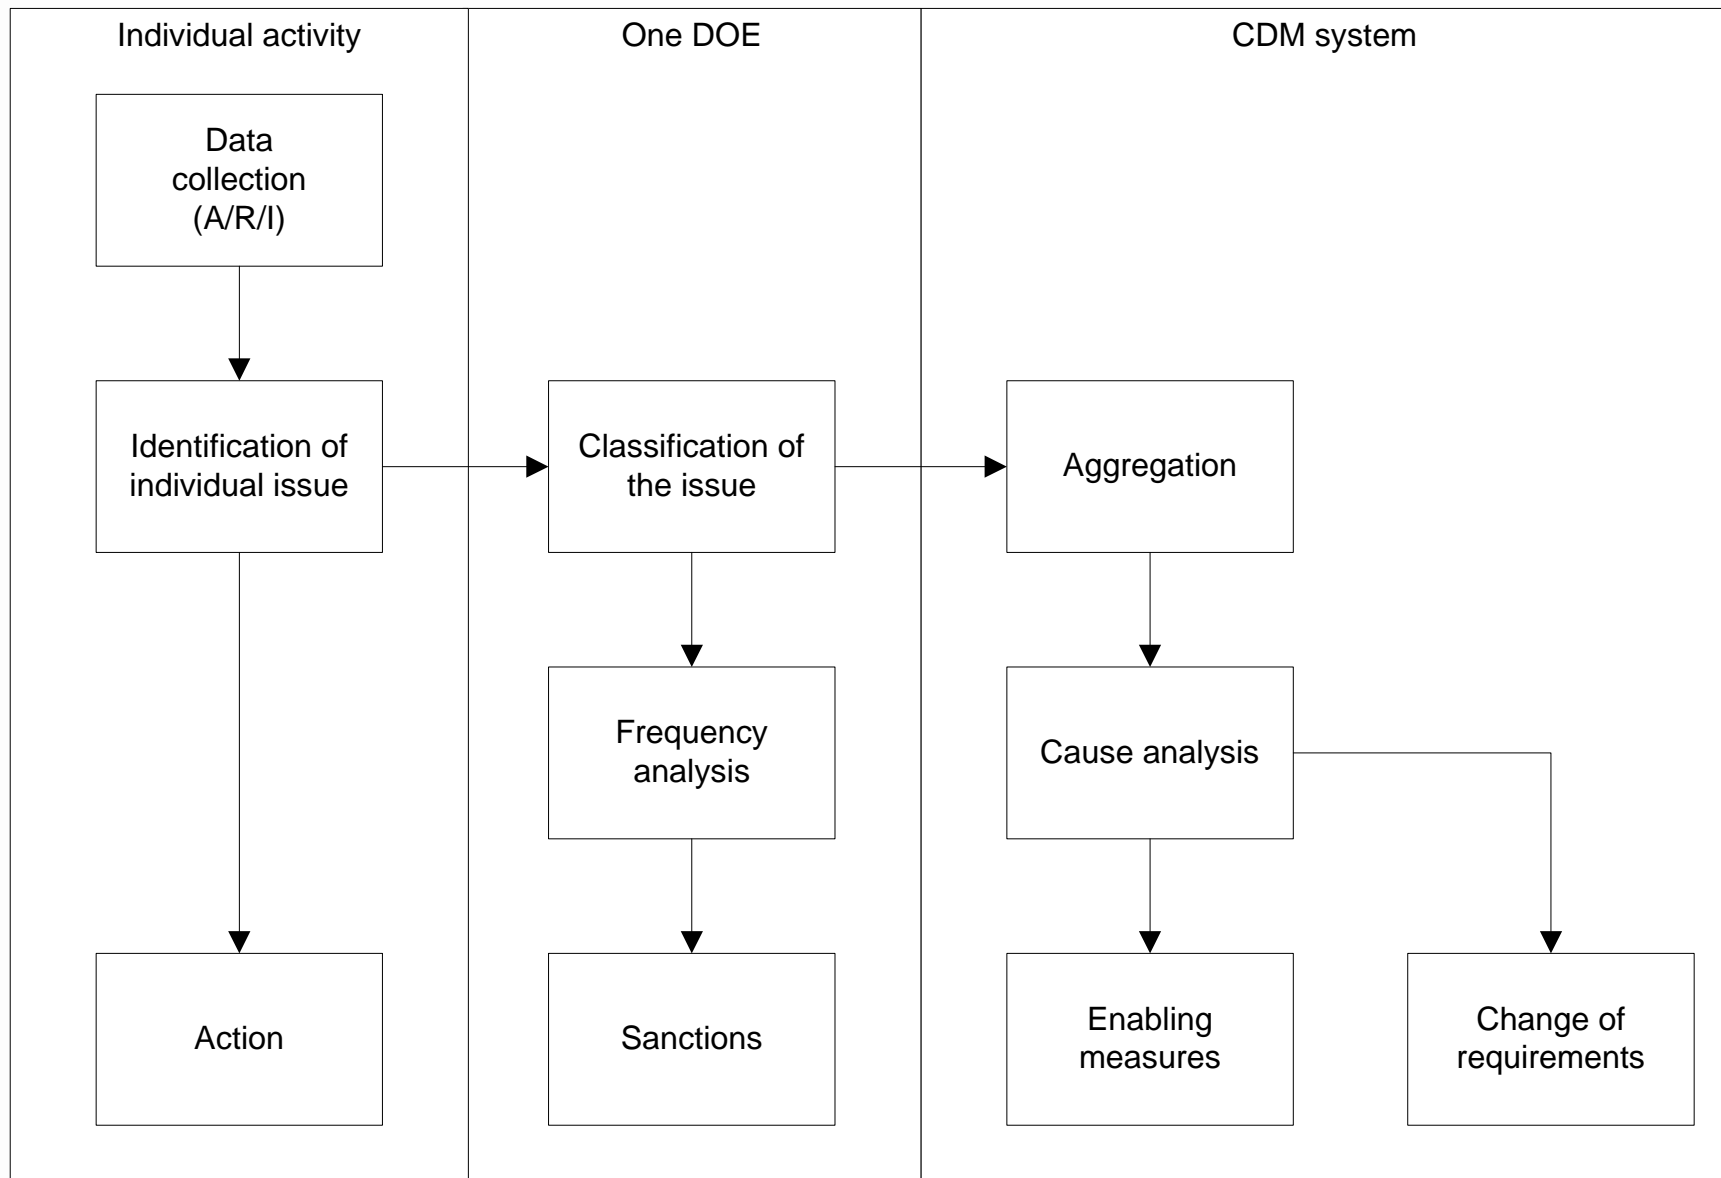 Individual activity
One DOE
CDM system
Data
collection
(A/R/I)
Identification of
individual issue
Classification of
the issue
Aggregation
Frequency
analysis
Cause analysis
Action
Sanctions
Enabling
measures
Change of
requirements